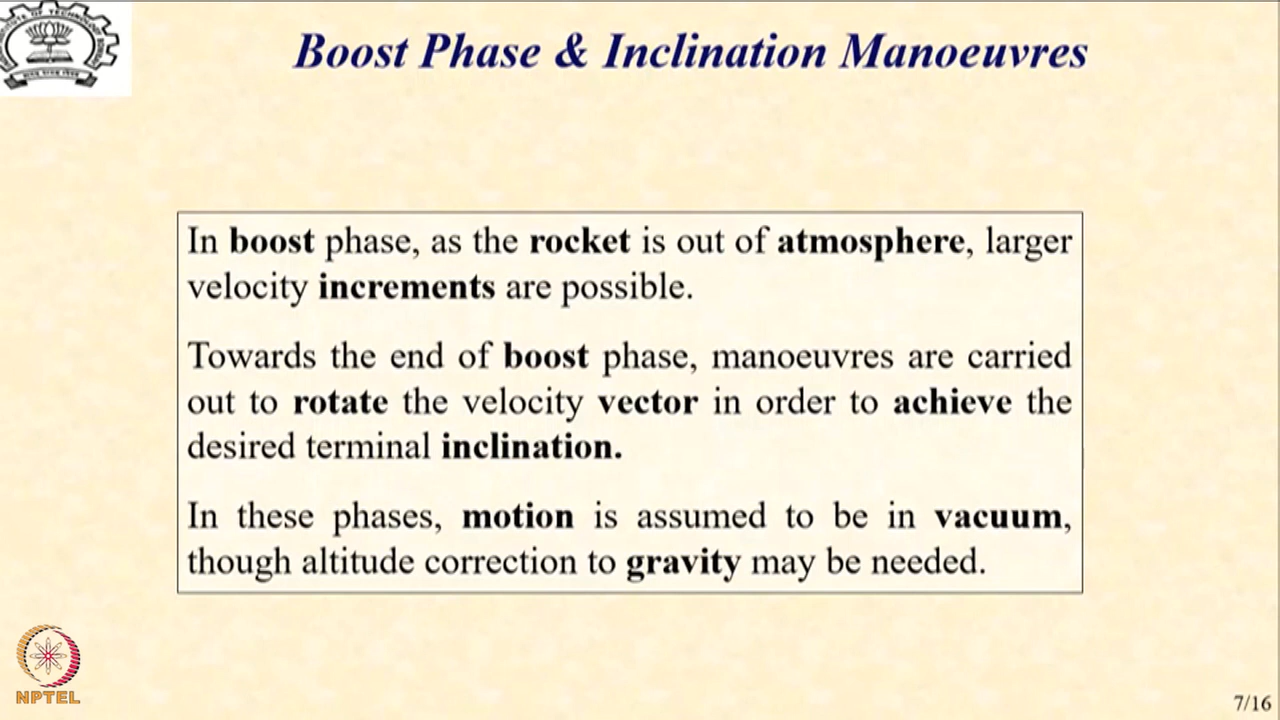 Boost Phase & Inclination Manoeuvres
In boost phase, as the rocket is out of atmosphere, larger
velocity increments are possible.
Towards the end of boost phase, manoeuvres are carried
out to rotate the velocity vector in order to achieve the
desired terminal inclination.
In these phases, motion is assumed to be in vacuum,
though altitude correction to gravity may be needed.
NPTEL
7/16